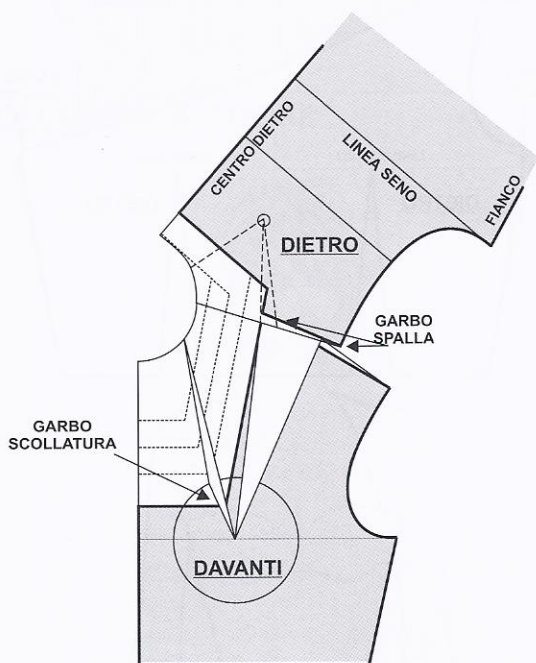 CENTRO DIETRO
LINEA SENO
FIANCO
DIETRO
GARBO
SPALLA
GARBO
SCOLLATURA
DAVANTI